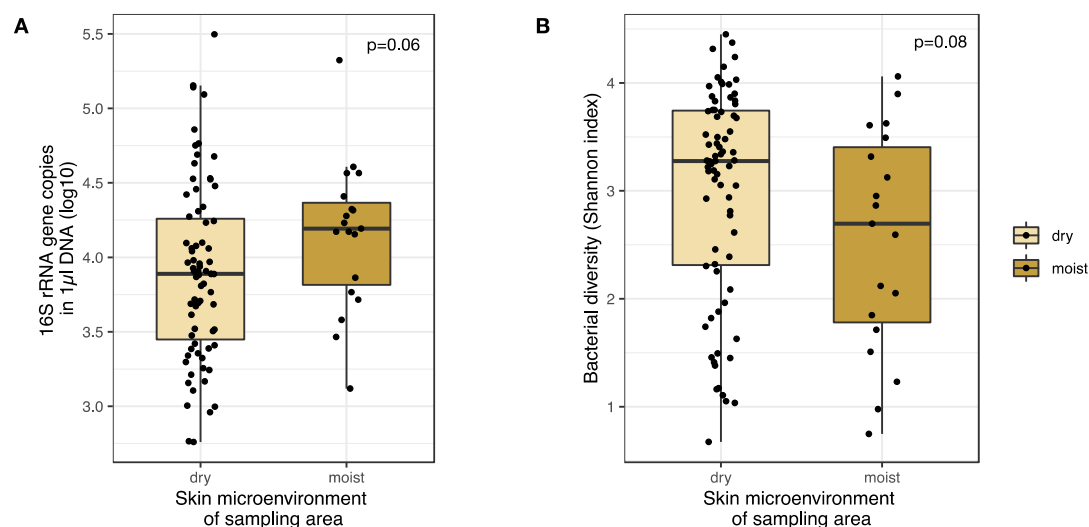 A
16S rRNA gene copies
in 1µl DNA (log10)
5.5
5.0
4.5
4.0
3.5
3.0
p=0.06
dry
moist
Skin microenvironment
of sampling area
B
Bacterial diversity (Shannon index)
4
3
2
1
p=0.08
dry
moist
Skin microenvironment
of sampling area
dry
moist